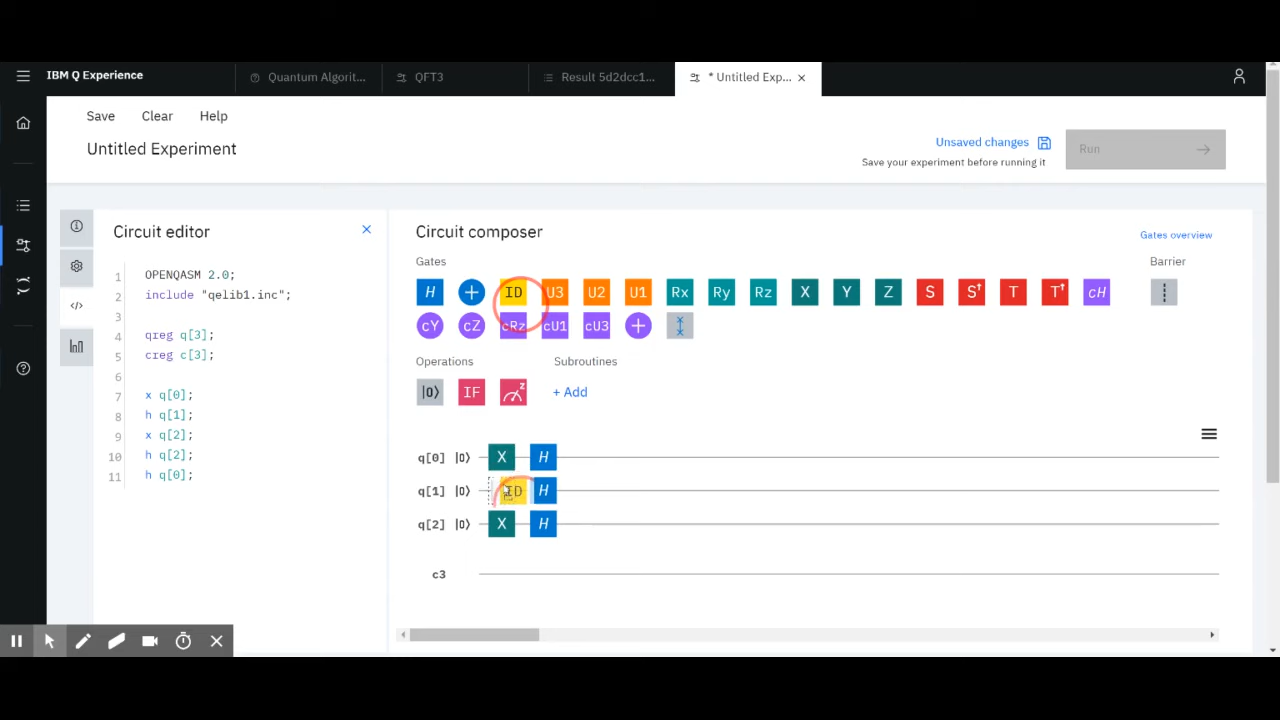 IBM Q Experience
Quantum Algorit...
QFT3
Result 5d2dcc1...
* Untitled Exp...
Save Clear Help
Untitled Experiment
Unsaved changes
Save your experiment before running it
Run
Circuit editor
1 OPENQASM 2.0;
2 include "qelib1.inc";
3
4 qreg q[3];
5 creg c[3];
6
7 x q[0];
8 h q[1];
9 x q[2];
10 h q[2];
11 h q[0];
Circuit composer
Gates overview
Gates
Barrier
H + ID U3 U2 U1 Rx Ry Rz X Y Z S S† T T† cH
cY cZ cRz cU1 cU3 +
Operations Subroutines
|0⟩ IF z + Add
q[0] |0⟩ X H
q[1] |0⟩ ID H
q[2] |0⟩ X H
c3